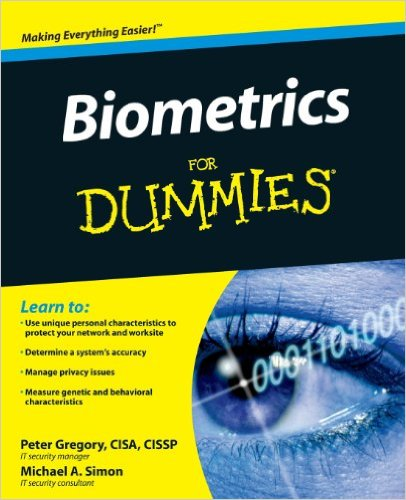 Making Everything Easier!™
Biometrics
FOR
DUMMIES®
Learn to:
• Use unique personal characteristics to
protect your network and worksite
• Determine a system's accuracy
• Manage privacy issues
• Measure genetic and behavioral
characteristics
0001101000
Peter Gregory, CISA, CISSP
IT security manager
Michael A. Simon
IT security consultant